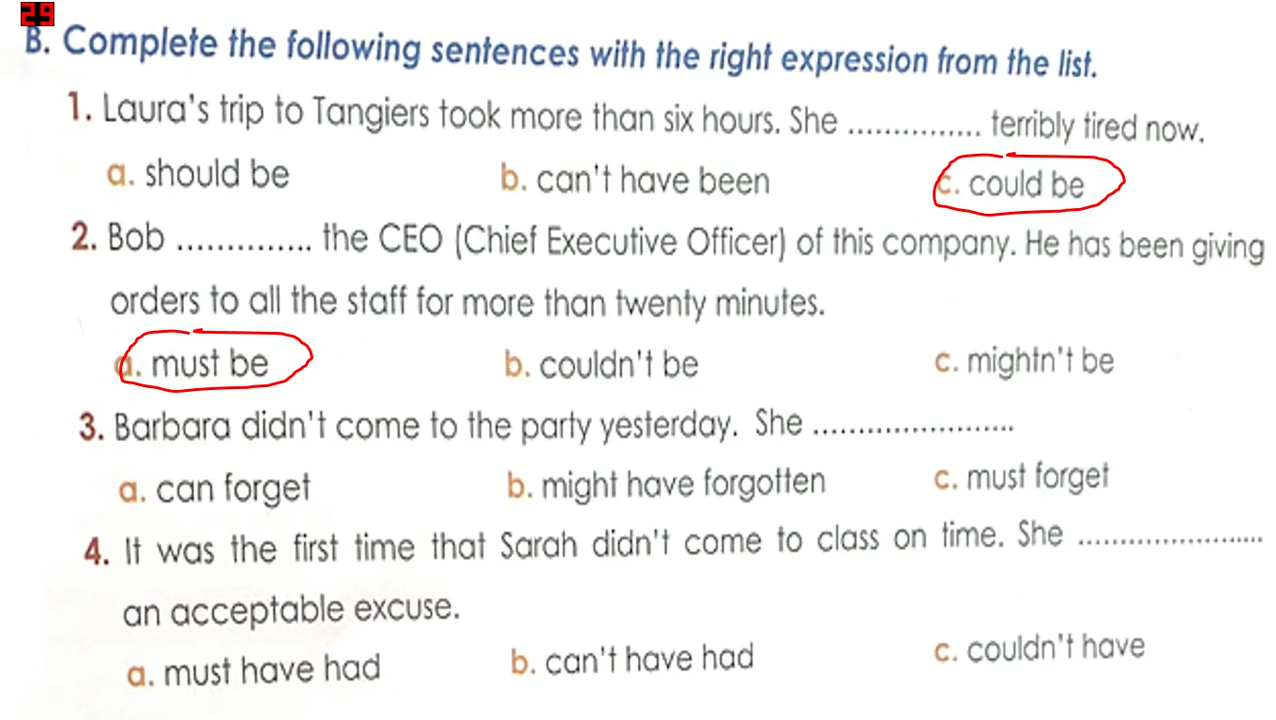 29
B. Complete the following sentences with the right expression from the list.
1. Laura's trip to Tangiers took more than six hours. She ............... terribly tired now.
a. should be b. can't have been c. could be
2. Bob .............. the CEO (Chief Executive Officer) of this company. He has been giving
orders to all the staff for more than twenty minutes.
a. must be b. couldn't be c. mightn't be
3. Barbara didn't come to the party yesterday. She ......................
a. can forget b. might have forgotten c. must forget
4. It was the first time that Sarah didn't come to class on time. She ......................
an acceptable excuse.
a. must have had b. can't have had c. couldn't have